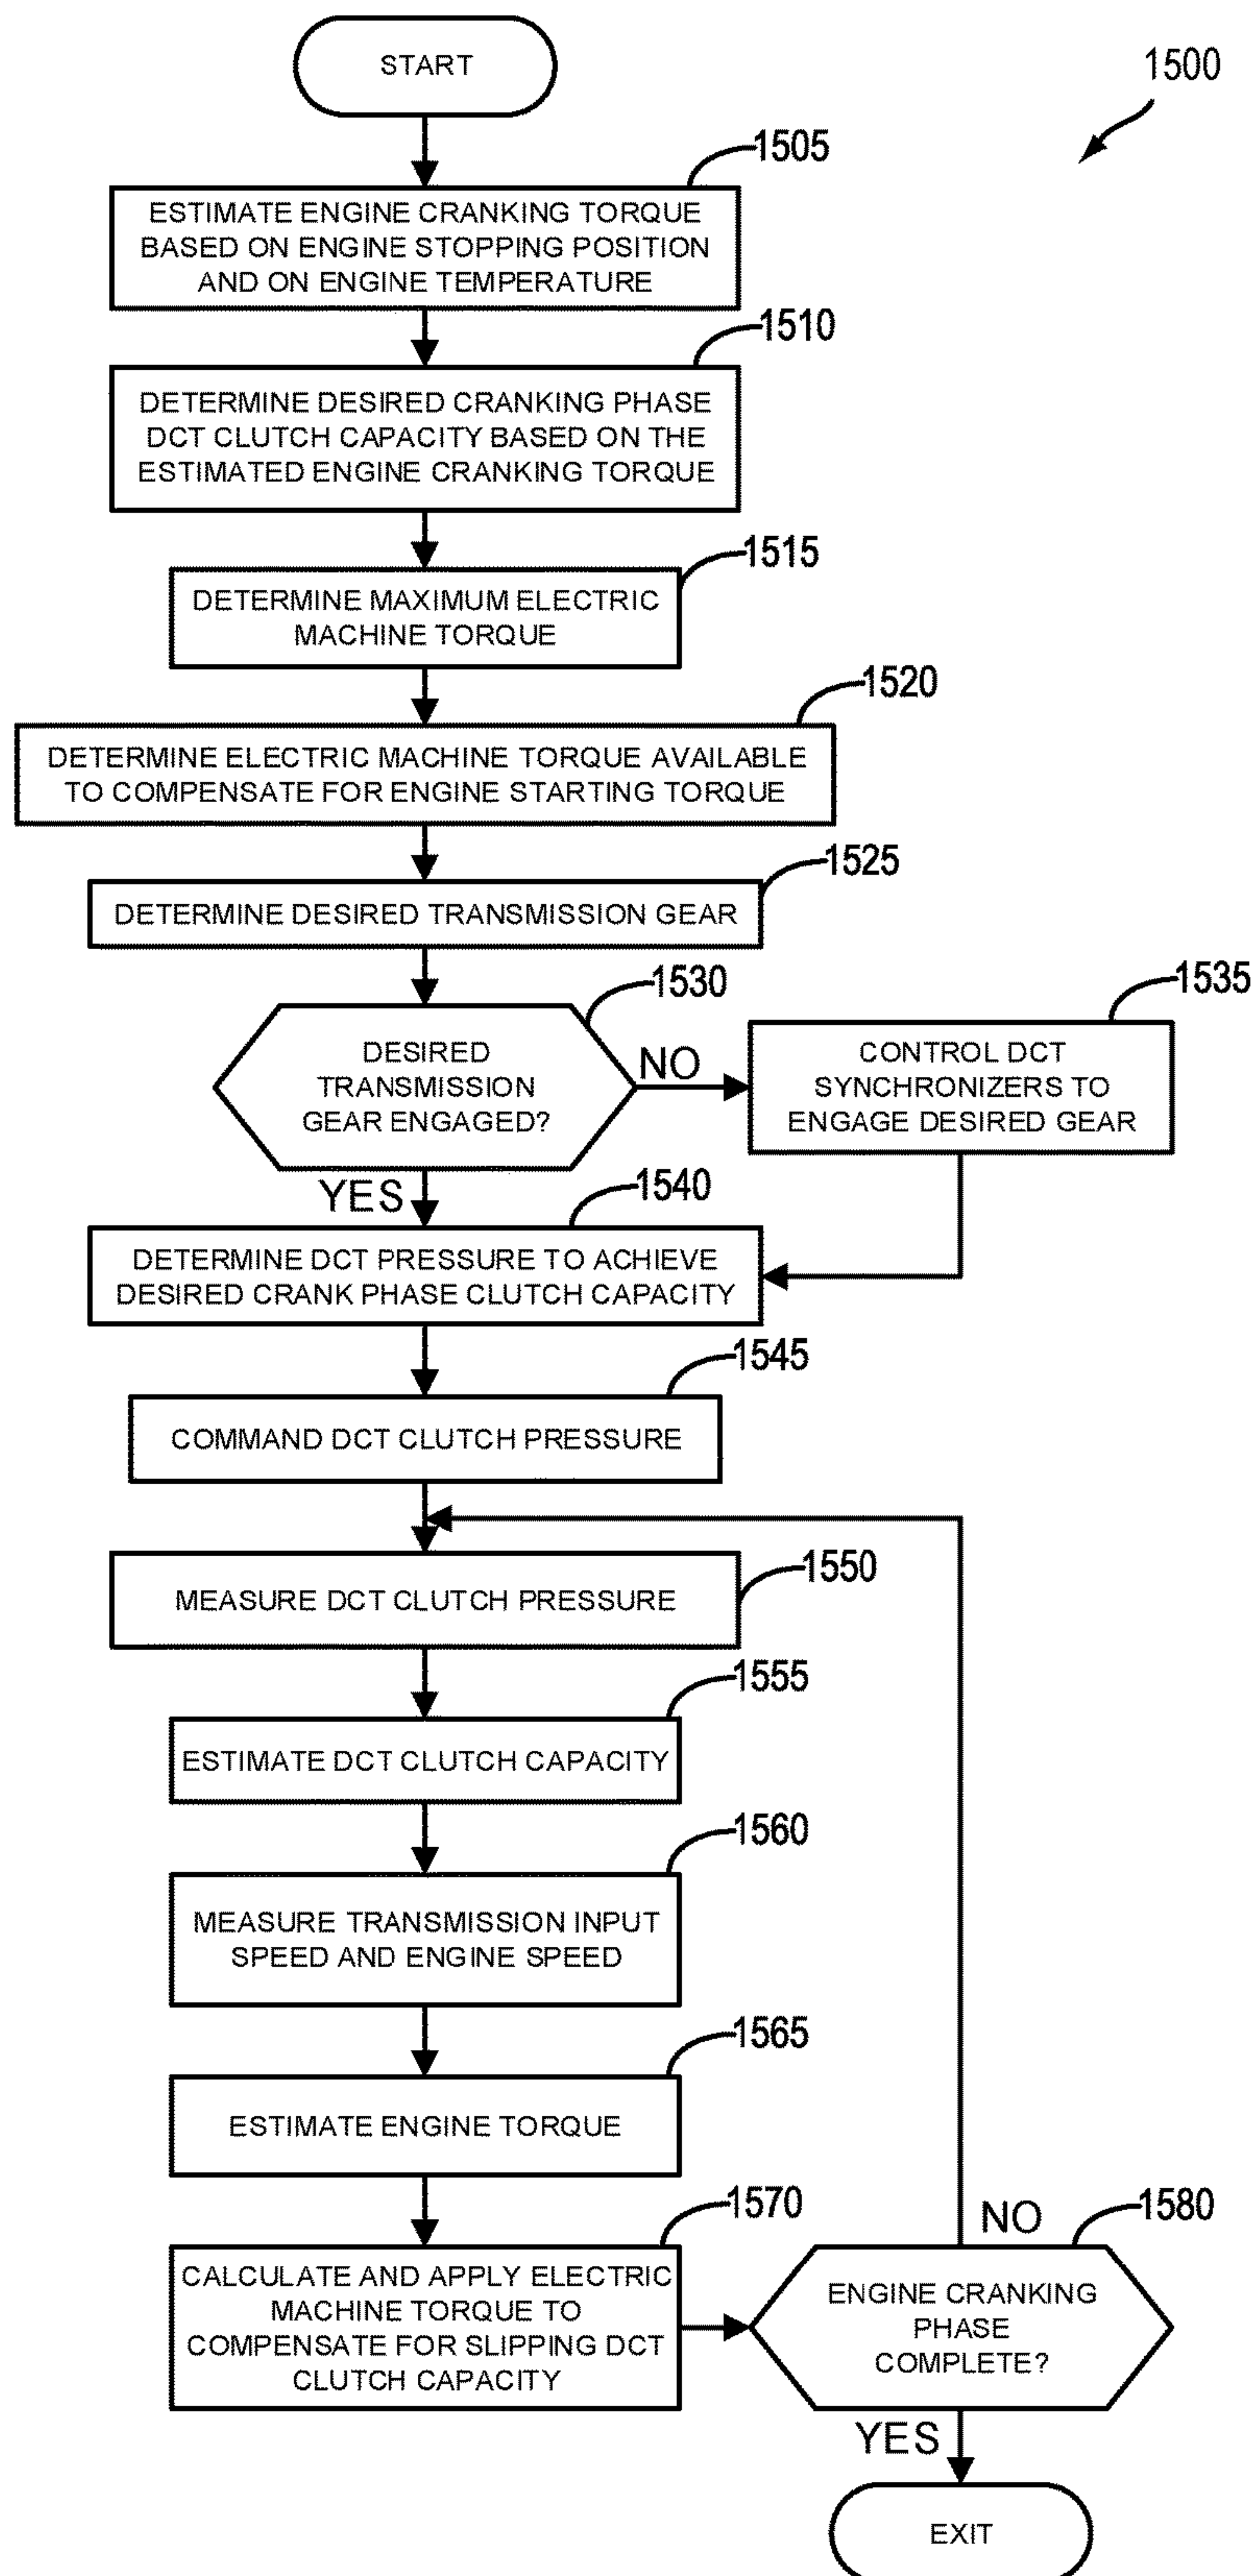 START
1500
1505
ESTIMATE ENGINE CRANKING TORQUE
BASED ON ENGINE STOPPING POSITION
AND ON ENGINE TEMPERATURE
1510
DETERMINE DESIRED CRANKING PHASE
DCT CLUTCH CAPACITY BASED ON THE
ESTIMATED ENGINE CRANKING TORQUE
1515
DETERMINE MAXIMUM ELECTRIC
MACHINE TORQUE
1520
DETERMINE ELECTRIC MACHINE TORQUE AVAILABLE
TO COMPENSATE FOR ENGINE STARTING TORQUE
1525
DETERMINE DESIRED TRANSMISSION GEAR
1530
DESIRED
TRANSMISSION
GEAR ENGAGED?
NO
1535
CONTROL DCT
SYNCHRONIZERS TO
ENGAGE DESIRED GEAR
YES
1540
DETERMINE DCT PRESSURE TO ACHIEVE
DESIRED CRANK PHASE CLUTCH CAPACITY
1545
COMMAND DCT CLUTCH PRESSURE
1550
MEASURE DCT CLUTCH PRESSURE
1555
ESTIMATE DCT CLUTCH CAPACITY
1560
MEASURE TRANSMISSION INPUT
SPEED AND ENGINE SPEED
1565
ESTIMATE ENGINE TORQUE
1570
CALCULATE AND APPLY ELECTRIC
MACHINE TORQUE TO
COMPENSATE FOR SLIPPING DCT
CLUTCH CAPACITY
NO
1580
ENGINE CRANKING
PHASE
COMPLETE?
YES
EXIT